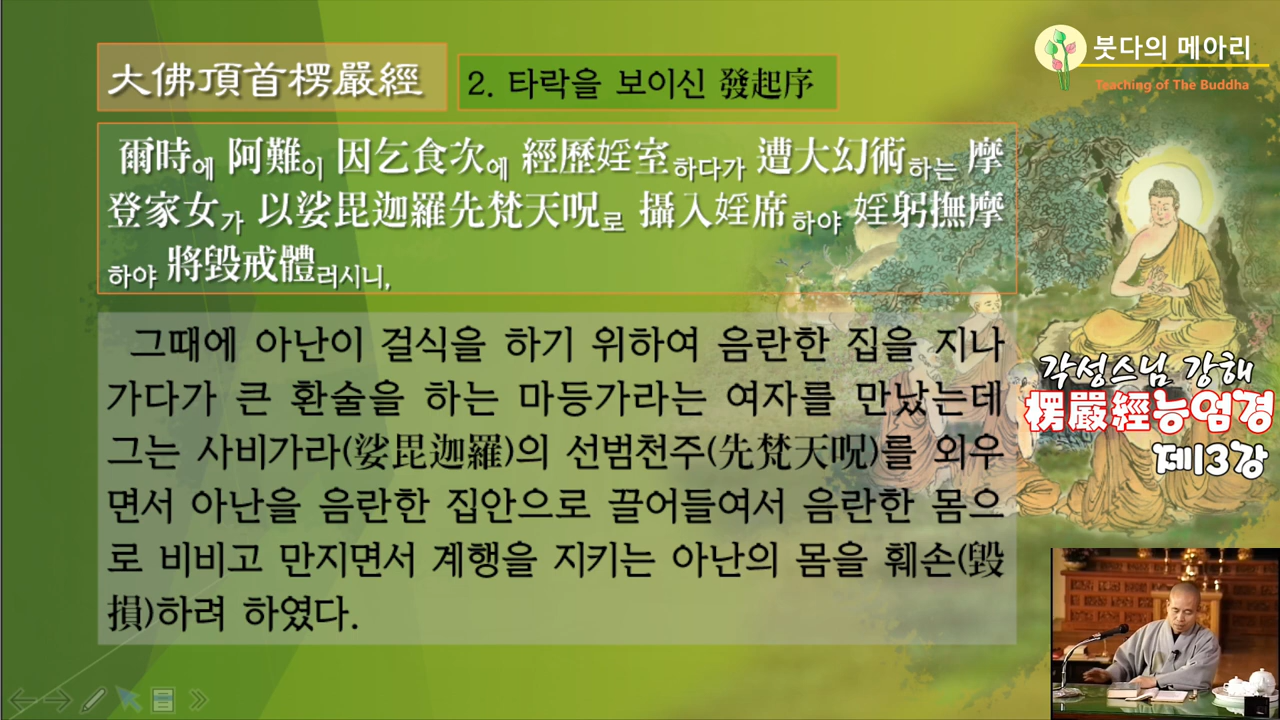 大佛頂首楞嚴經
2. 타락을 보이신 發起序
붓다의 메아리
Teaching of The Buddha
爾時에 阿難이 因乞食次에 經歷婬室하다가 遭大幻術하는 摩
登家女가 以娑毘迦羅先梵天呪로 攝入婬席하야 婬躬撫摩
하야 將毀戒體러시니,
그때에 아난이 걸식을 하기 위하여 음란한 집을 지나
가다가 큰 환술을 하는 마등가라는 여자를 만났는데
그는 사비가라(娑毘迦羅)의 선범천주(先梵天呪)를 외우
면서 아난을 음란한 집안으로 끌어들여서 음란한 몸으
로 비비고 만지면서 계행을 지키는 아난의 몸을 훼손(毀
損)하려 하였다.
각성스님 강해
楞嚴經능엄경
제13강